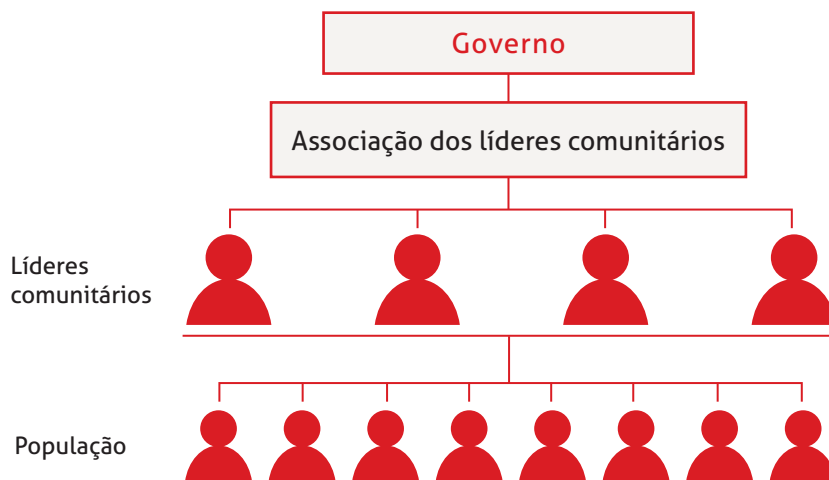 Governo
Associação dos líderes comunitários
Líderes
comunitários
População